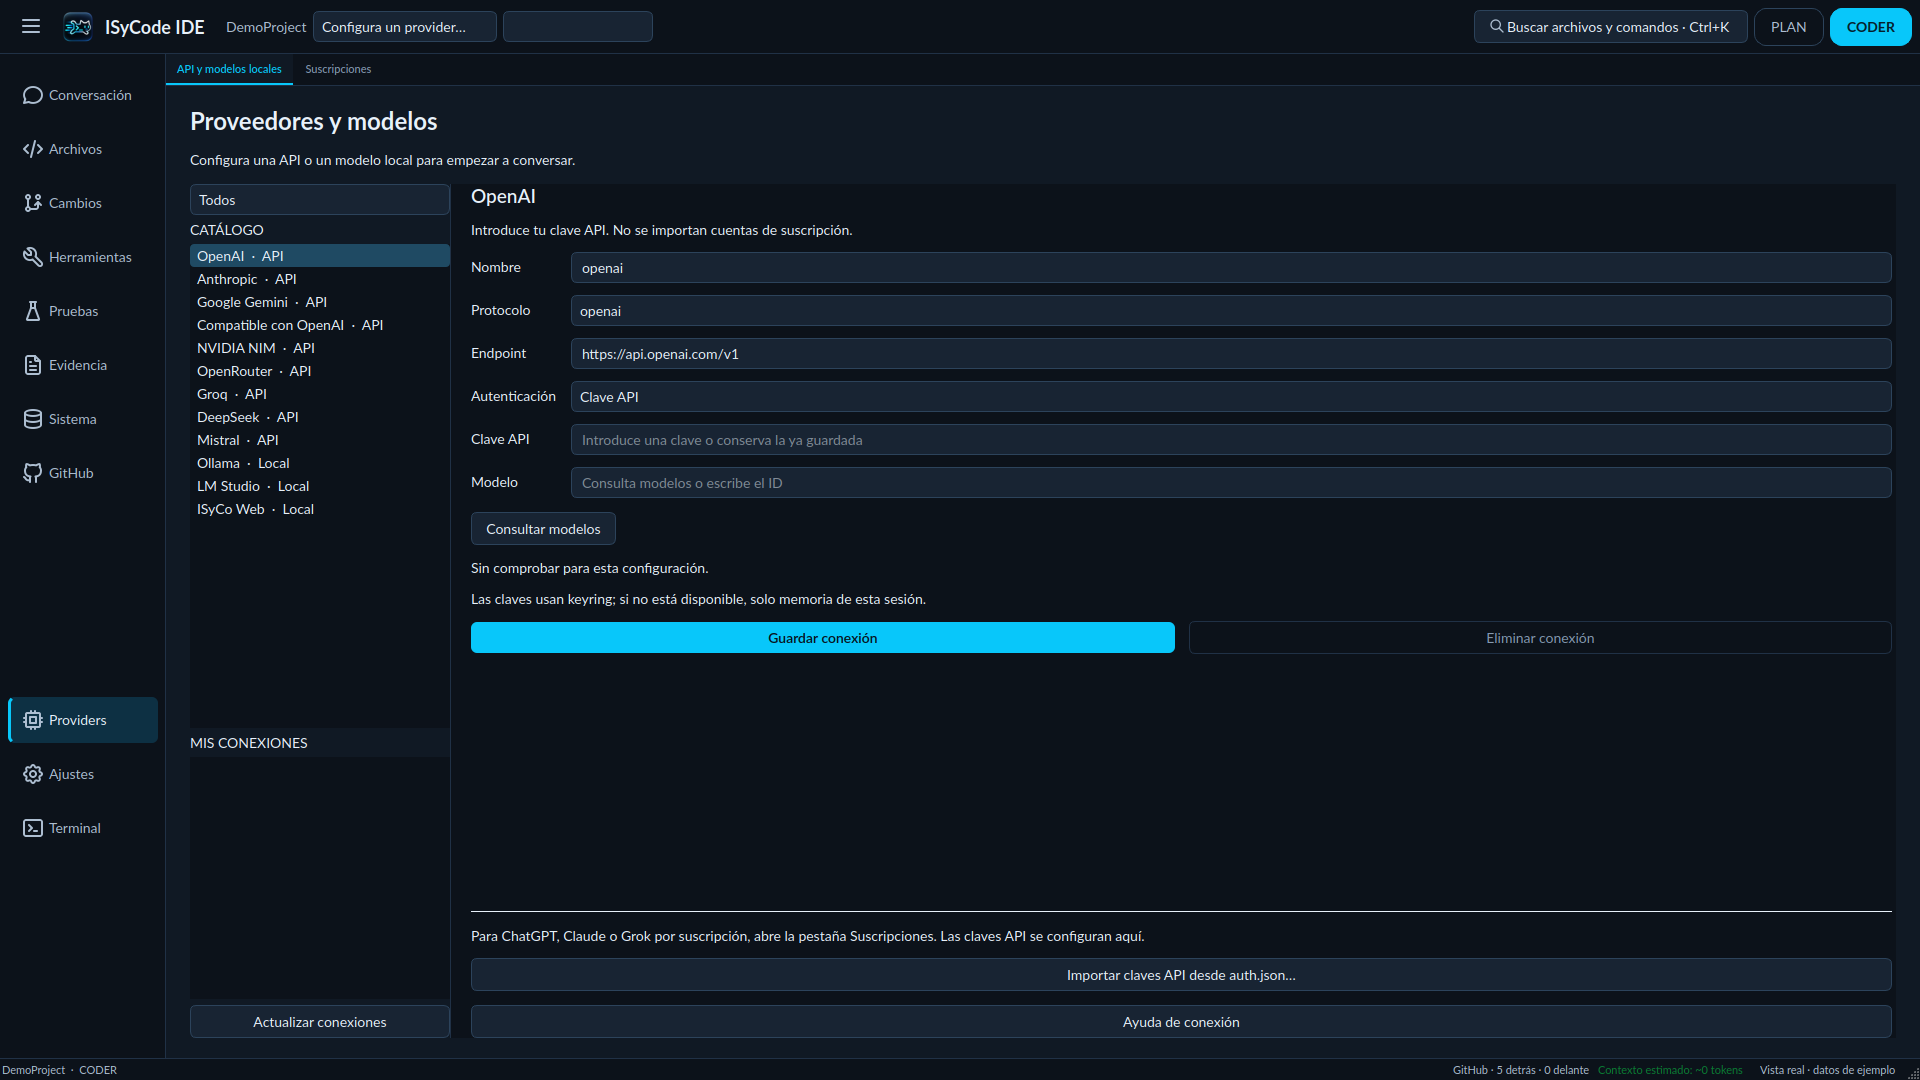 ISyCode IDE
DemoProject
Configura un provider...
Buscar archivos y comandos · Ctrl+K
PLAN
CODER
API y modelos locales
Suscripciones
Conversación
Archivos
Cambios
Herramientas
Pruebas
Evidencia
Sistema
GitHub
Providers
Ajustes
Terminal
Proveedores y modelos
Configura una API o un modelo local para empezar a conversar.
Todos
CATÁLOGO
OpenAI · API
Anthropic · API
Google Gemini · API
Compatible con OpenAI · API
NVIDIA NIM · API
OpenRouter · API
Groq · API
DeepSeek · API
Mistral · API
Ollama · Local
LM Studio · Local
ISyCo Web · Local
MIS CONEXIONES
Actualizar conexiones
OpenAI
Introduce tu clave API. No se importan cuentas de suscripción.
Nombre
openai
Protocolo
openai
Endpoint
https://api.openai.com/v1
Autenticación
Clave API
Clave API
Introduce una clave o conserva la ya guardada
Modelo
Consulta modelos o escribe el ID
Consultar modelos
Sin comprobar para esta configuración.
Las claves usan keyring; si no está disponible, solo memoria de esta sesión.
Guardar conexión
Eliminar conexión
Para ChatGPT, Claude o Grok por suscripción, abre la pestaña Suscripciones. Las claves API se configuran aquí.
Importar claves API desde auth.json...
Ayuda de conexión
DemoProject · CODER
GitHub · 5 detrás · 0 delante
Contexto estimado: ~0 tokens
Vista real · datos de ejemplo